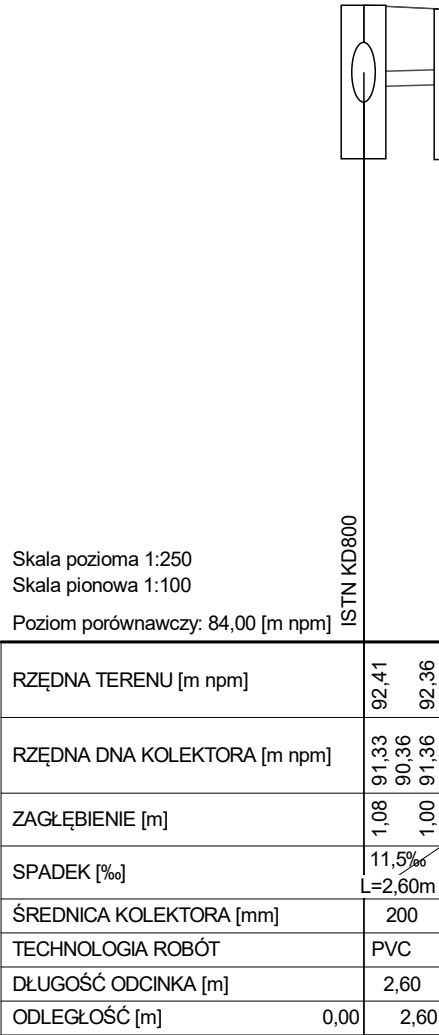 ISTN KD800
Skala pozioma 1:250
Skala pionowa 1:100
Poziom porównawczy: 84,00 [m npm]
RZĘDNA TERENU [m npm] 92,41 92,36
RZĘDNA DNA KOLEKTORA [m npm] 91,33 90,36 91,36
ZAGŁĘBIENIE [m] 1,08 1,00
SPADEK [‰] 11,5‰
L=2,60m
ŚREDNICA KOLEKTORA [mm] 200
TECHNOLOGIA ROBÓT PVC
DŁUGOŚĆ ODCINKA [m] 2,60
ODLEGŁOŚĆ [m] 0,00 2,60